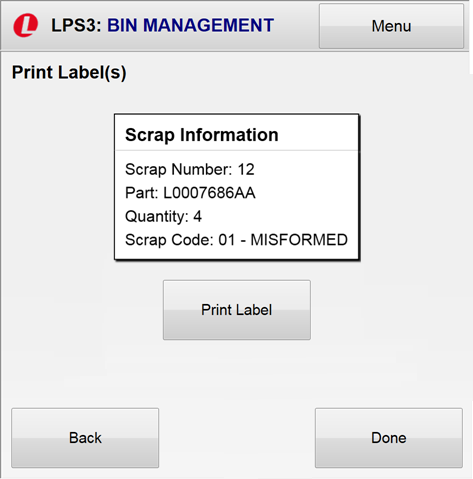 LPS3: BIN MANAGEMENT
Menu
Print Label(s)
Scrap Information
Scrap Number: 12
Part: L0007686AA
Quantity: 4
Scrap Code: 01 - MISFORMED
Print Label
Back
Done